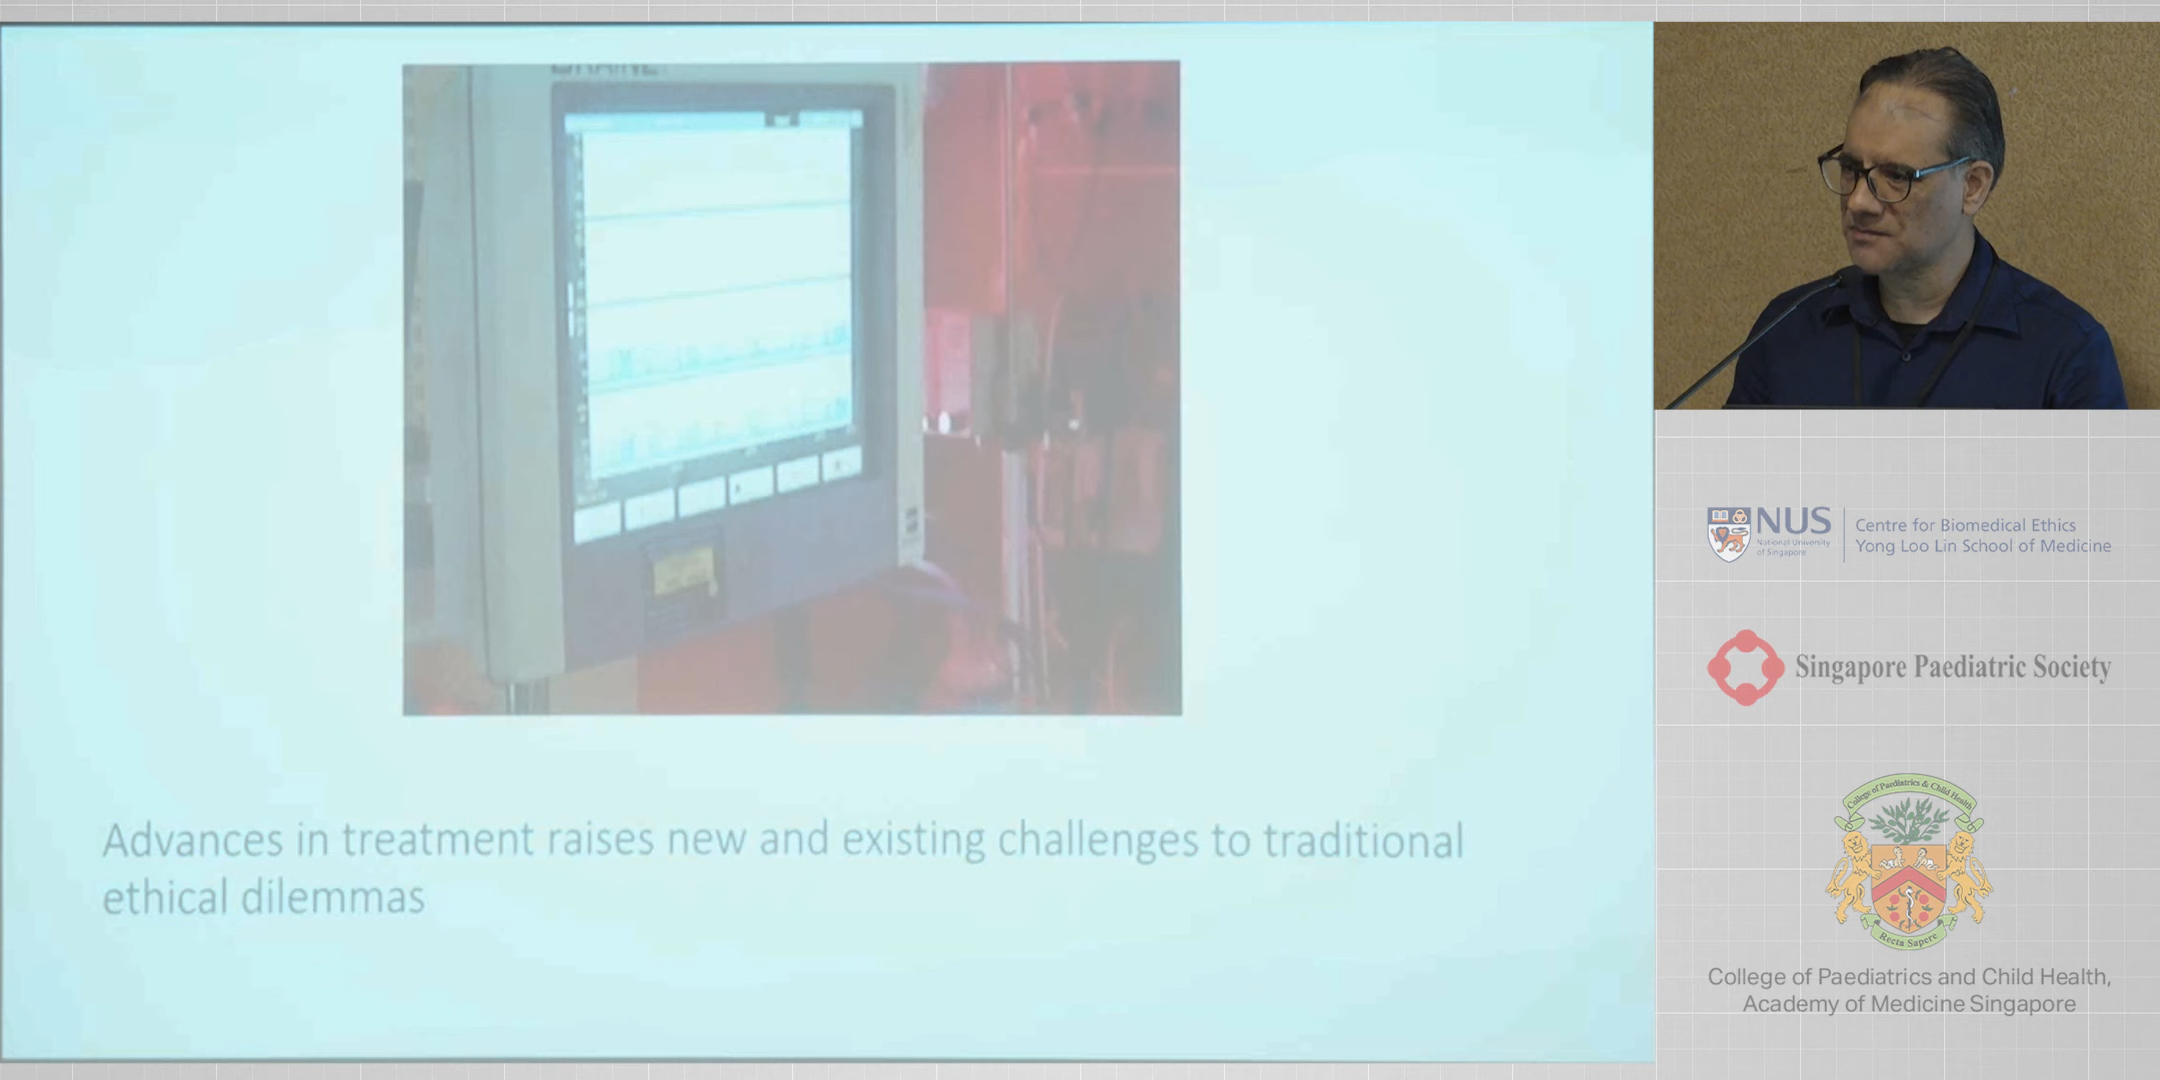 Advances in treatment raises new and existing challenges to traditional
ethical dilemmas
NUS
National University
of Singapore
Centre for Biomedical Ethics
Yong Loo Lin School of Medicine
Singapore Paediatric Society
College of Paediatrics & Child Health
Recta Sapere
College of Paediatrics and Child Health,
Academy of Medicine Singapore